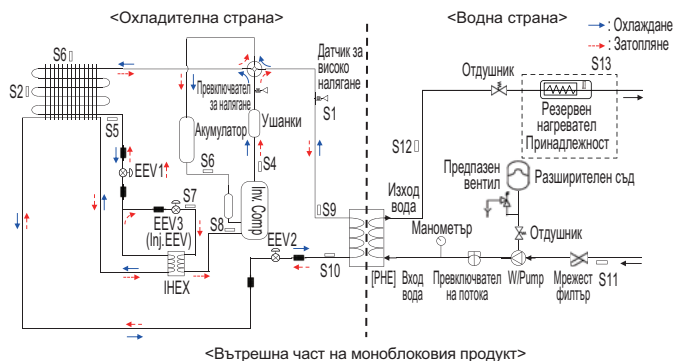 <Охладителна страна>
<Водна страна>
: Охлаждане
: Затопляне
S6
S2
S5
EEV1
Превключвател
за налягане
Датчик за
високо
налягане
S1
Акумулатор
Ушанки
S6
S4
S7
EEV3
(Inj.EEV)
S8
Inv. Comp
EEV2
IHEX
S9
S10
[PHE]
Изход
вода
Вход
вода
S12
Отдушник
S13
Резервен
нагревател
Принадлежност
Предпазен
вентил
Разширителен съд
Манометър
Отдушник
Превключвател
на потока
W/Pump
Мрежест
филтър
S11
<Вътрешна част на моноблоковия продукт>